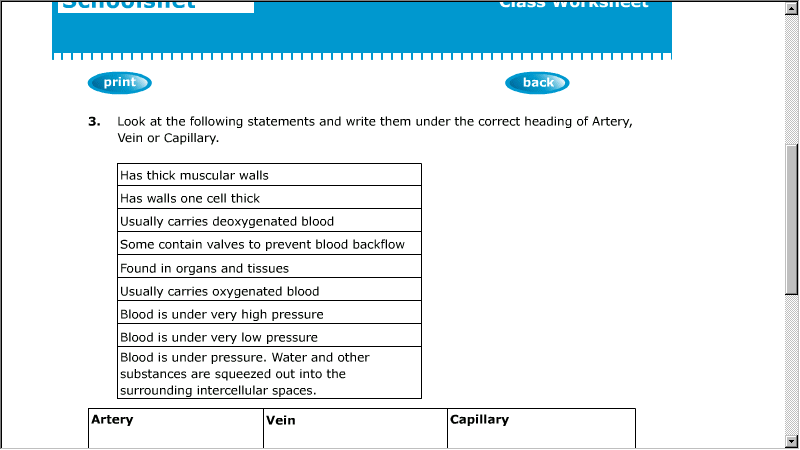 Schoolsnet
Class Worksheet
print
back
3. Look at the following statements and write them under the correct heading of Artery,
Vein or Capillary.
Has thick muscular walls
Has walls one cell thick
Usually carries deoxygenated blood
Some contain valves to prevent blood backflow
Found in organs and tissues
Usually carries oxygenated blood
Blood is under very high pressure
Blood is under very low pressure
Blood is under pressure. Water and other
substances are squeezed out into the
surrounding intercellular spaces.
Artery
Vein
Capillary